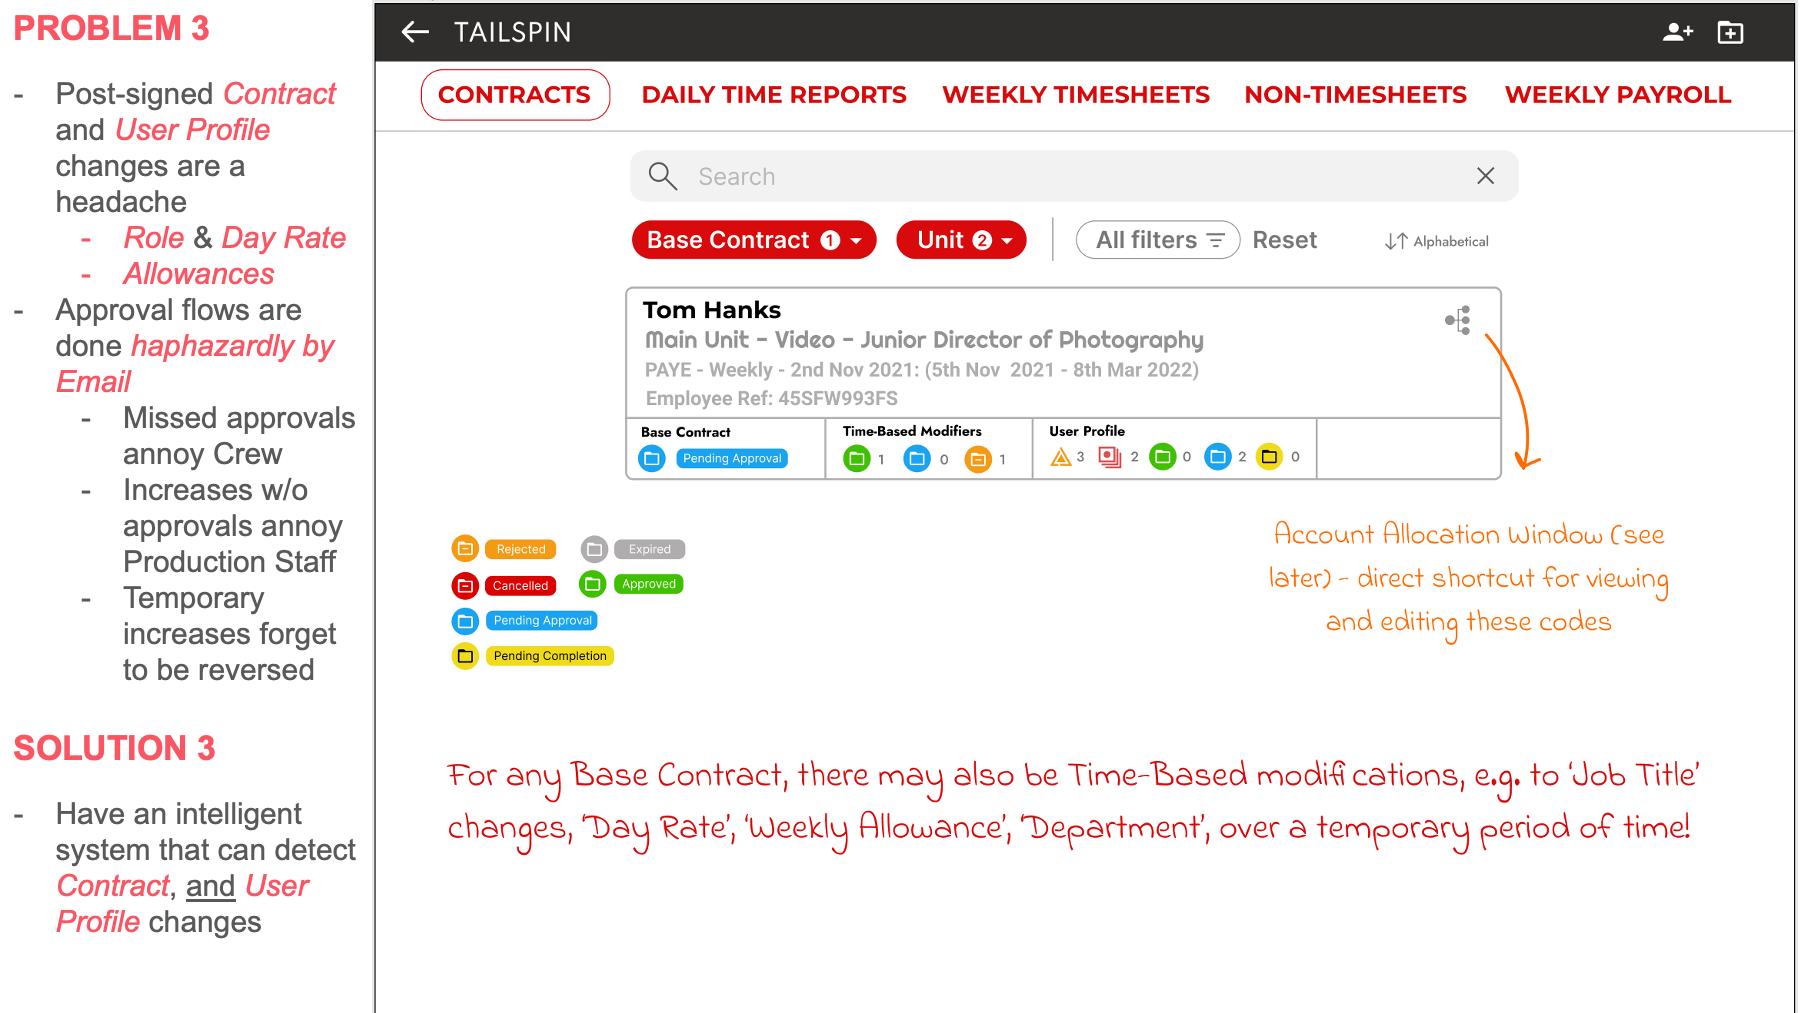 PROBLEM 3
- Post-signed Contract
and User Profile
changes are a
headache
- Role & Day Rate
- Allowances
- Approval flows are
done haphazardly by
Email
- Missed approvals
annoy Crew
- Increases w/o
approvals annoy
Production Staff
- Temporary
increases forget
to be reversed
SOLUTION 3
- Have an intelligent
system that can detect
Contract, and User
Profile changes
TAILSPIN
CONTRACTS DAILY TIME REPORTS WEEKLY TIMESHEETS NON-TIMESHEETS WEEKLY PAYROLL
Search
Base Contract 1 Unit 2 All filters Reset Alphabetical
Tom Hanks
Main Unit - Video - Junior Director of Photography
PAYE - Weekly - 2nd Nov 2021: (5th Nov 2021 - 8th Mar 2022)
Employee Ref: 45SFW993FS
Base Contract Time-Based Modifiers User Profile
Pending Approval 1 0 1 3 2 0 2 0
Rejected Expired
Cancelled Approved
Pending Approval
Pending Completion
Account Allocation Window (see
later) - direct shortcut for viewing
and editing these codes
For any Base Contract, there may also be Time-Based modifications, e.g. to 'Job Title'
changes, 'Day Rate', 'Weekly Allowance', 'Department', over a temporary period of time!